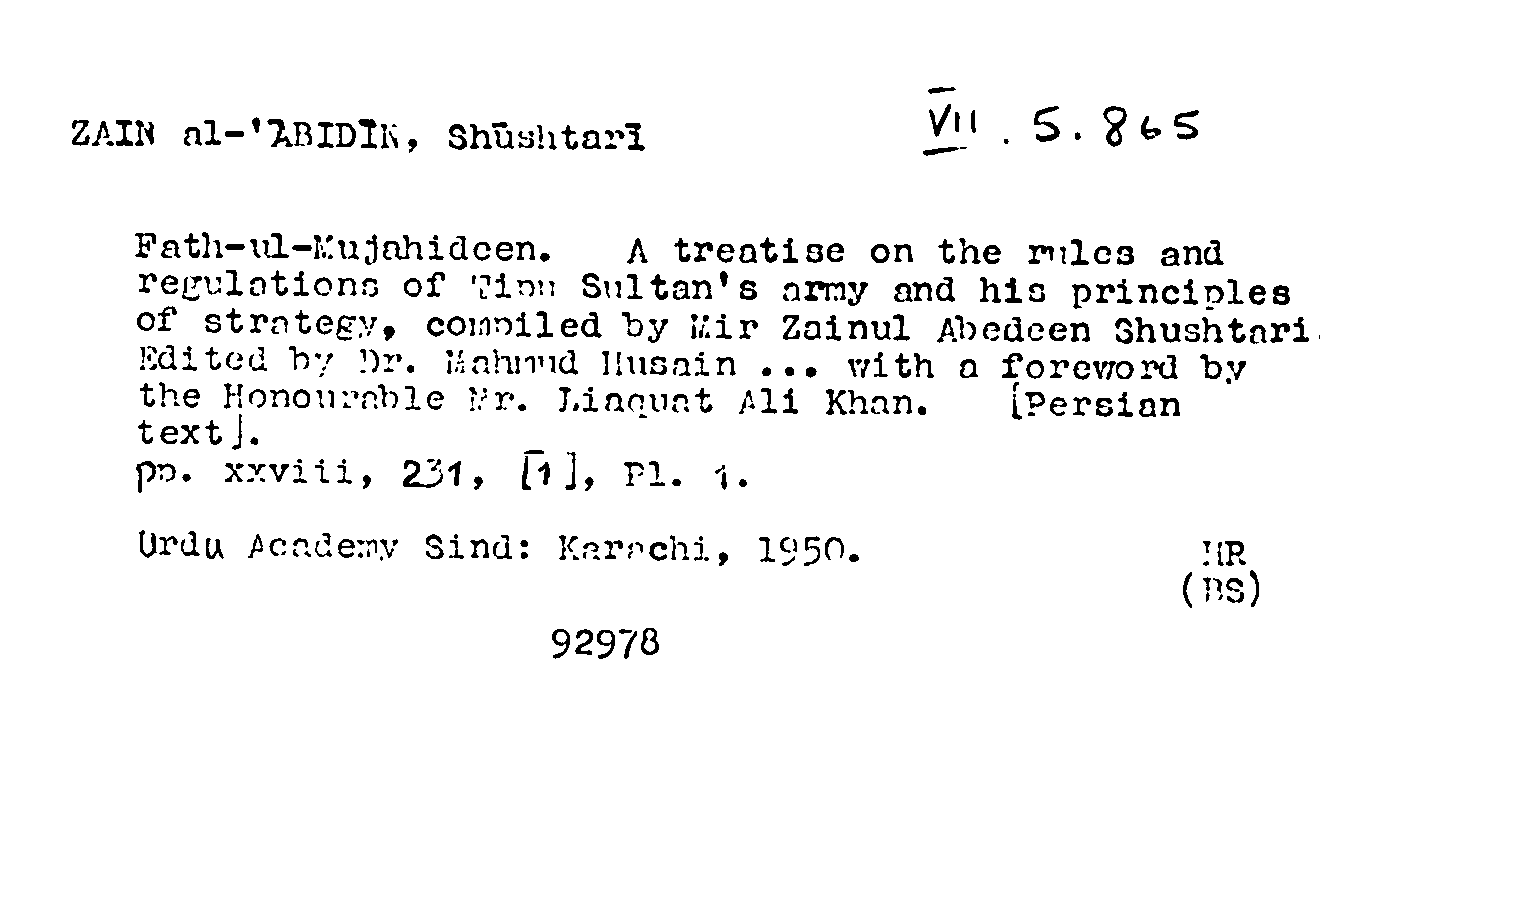 ZAIN al-'ĀBIDĪN, Shūshtarī
VII . 5 . 865
Fath-ul-Mujahideen. A treatise on the rules and
regulations of Tipu Sultan's army and his principles
of strategy, compiled by Mir Zainul Abedeen Shushtari.
Edited by Dr. Mahmud Husain ... with a foreword by
the Honourable Mr. Liaquat Ali Khan. [Persian
text].
pp. xxviii, 231, [1], Pl. 1.
Urdu Academy Sind: Karachi, 1950.
HR
(BS)
92978